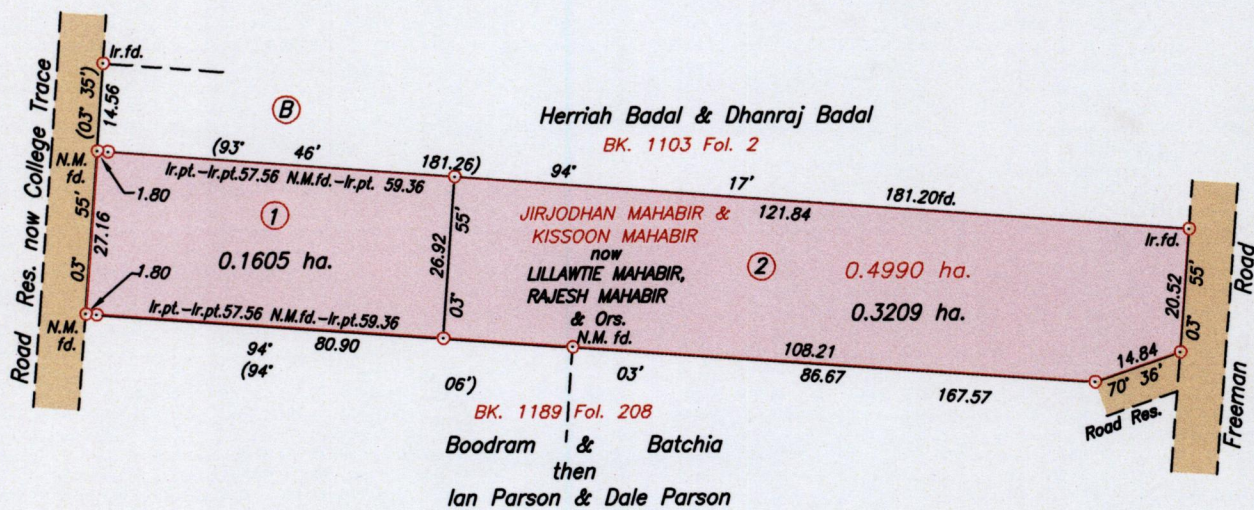 Ir.fd.
Road Res. now College Trace
(03° 35')
14.56
B
Herriah Badal & Dhanraj Badal
BK. 1103 Fol. 2
N.M.
fd.
(93° 46' 181.26)
Ir.pt.-Ir.pt.57.56 N.M.fd.-Ir.pt. 59.36
94° 17' 181.20fd.
121.84
1.80
03° 55'
27.16
1
0.1605 ha.
03° 55'
26.92
JIRJODHAN MAHABIR &
KISSOON MAHABIR
now
LILLAWTIE MAHABIR,
RAJESH MAHABIR
& Ors.
2
0.4990 ha.
0.3209 ha.
Ir.fd.
03° 55'
20.52
Freeman Road
1.80
N.M.
fd.
Ir.pt.-Ir.pt.57.56 N.M.fd.-Ir.pt.59.36
94° 80.90
(94° 06')
N.M. fd.
03'
108.21
86.67
167.57
14.84
70° 36'
Road Res.
BK. 1189 Fol. 208
Boodram & Batchia
then
Ian Parson & Dale Parson